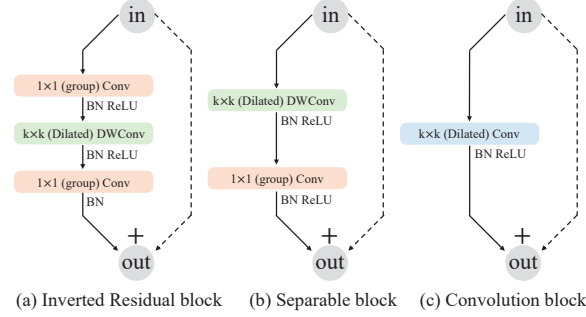 in
1×1 (group) Conv
BN ReLU
k×k (Dilated) DWConv
BN ReLU
1×1 (group) Conv
BN
+
out
(a) Inverted Residual block
in
k×k (Dilated) DWConv
BN ReLU
1×1 (group) Conv
BN ReLU
+
out
(b) Separable block
in
k×k (Dilated) Conv
BN ReLU
+
out
(c) Convolution block